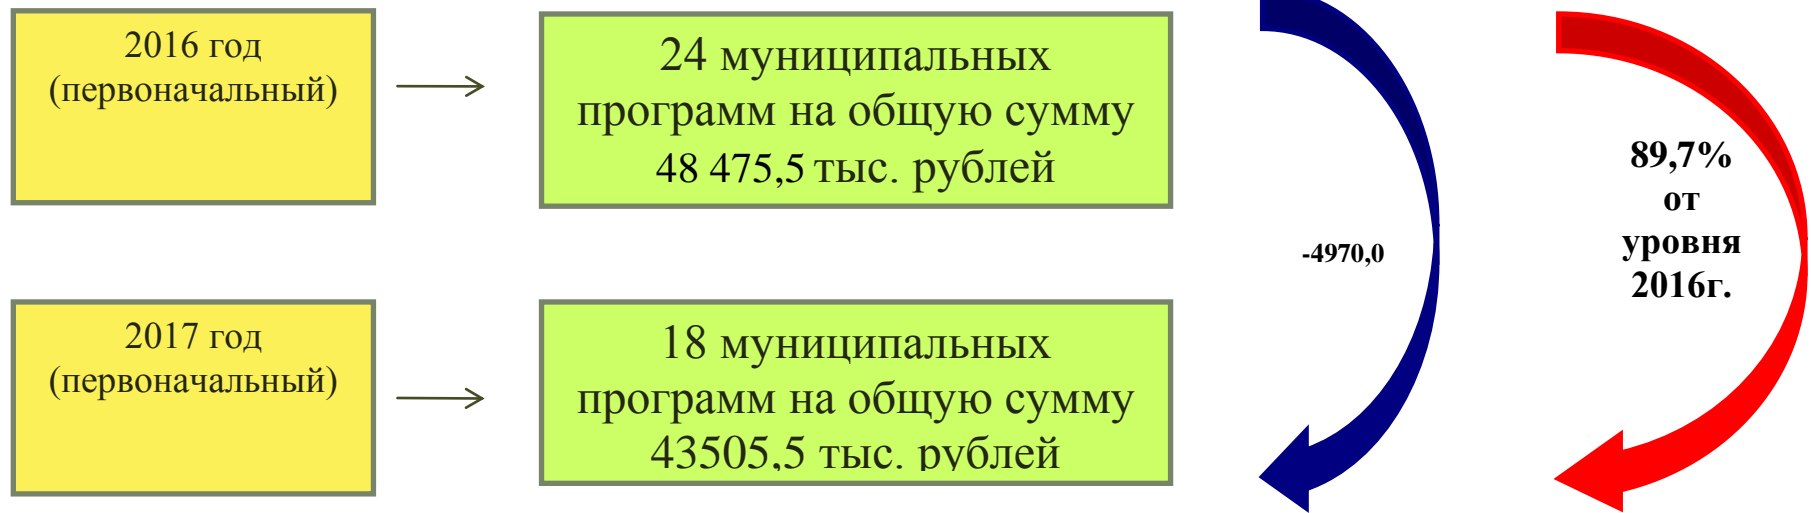 2016 год
(первоначальный)
24 муниципальных
программ на общую сумму
48 475,5 тыс. рублей
-4970,0
89,7%
от
уровня
2016г.
2017 год
(первоначальный)
18 муниципальных
программ на общую сумму
43505,5 тыс. рублей